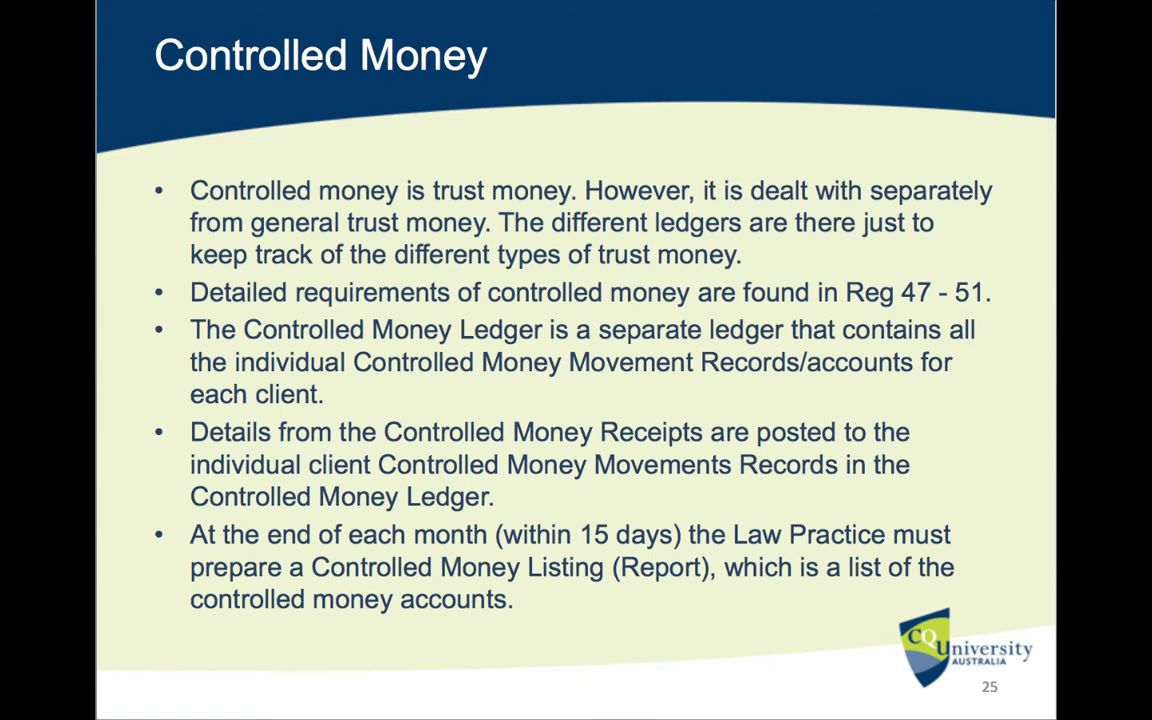 Controlled Money
• Controlled money is trust money. However, it is dealt with separately
from general trust money. The different ledgers are there just to
keep track of the different types of trust money.
• Detailed requirements of controlled money are found in Reg 47 - 51.
• The Controlled Money Ledger is a separate ledger that contains all
the individual Controlled Money Movement Records/accounts for
each client.
• Details from the Controlled Money Receipts are posted to the
individual client Controlled Money Movements Records in the
Controlled Money Ledger.
• At the end of each month (within 15 days) the Law Practice must
prepare a Controlled Money Listing (Report), which is a list of the
controlled money accounts.
CQUniversity
AUSTRALIA
25